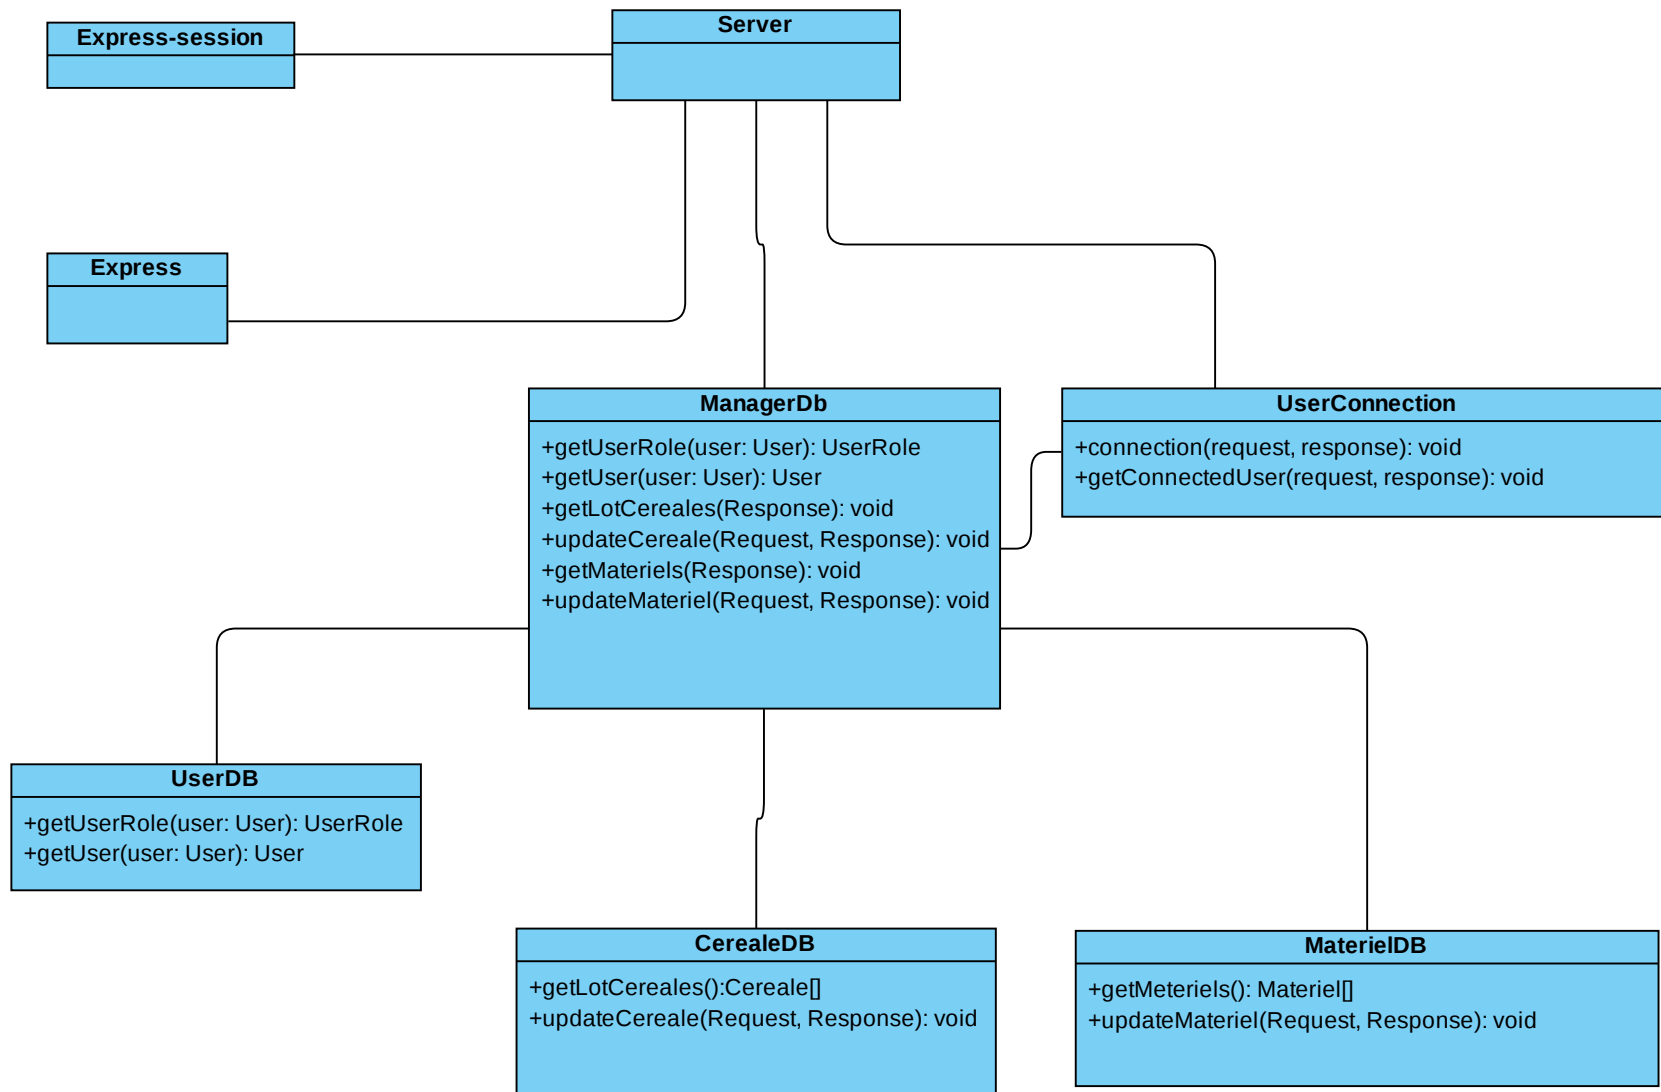 Express-session
Server
Express
ManagerDb
+getUserRole(user: User): UserRole
+getUser(user: User): User
+getLotCereales(Response): void
+updateCereale(Request, Response): void
+getMateriels(Response): void
+updateMateriel(Request, Response): void
UserConnection
+connection(request, response): void
+getConnectedUser(request, response): void
UserDB
+getUserRole(user: User): UserRole
+getUser(user: User): User
CerealeDB
+getLotCereales():Cereale[]
+updateCereale(Request, Response): void
MaterielDB
+getMeteriels(): Materiel[]
+updateMateriel(Request, Response): void